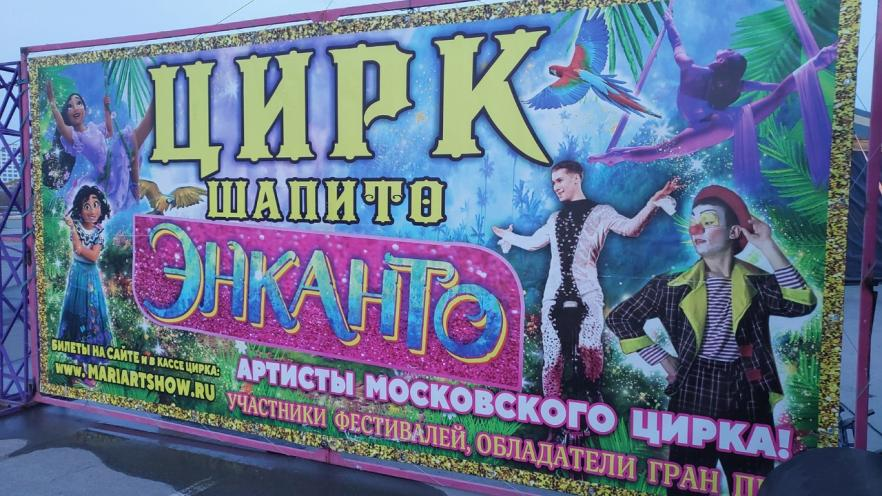 ЦИРК
ШАПИТО
ЭНКАНТО
БИЛЕТЫ НА САЙТЕ и в КАССЕ ЦИРКА:
www.MARIARTSHOW.RU
АРТИСТЫ МОСКОВСКОГО ЦИРКА!
УЧАСТНИКИ ФЕСТИВАЛЕЙ, ОБЛАДАТЕЛИ ГРАН